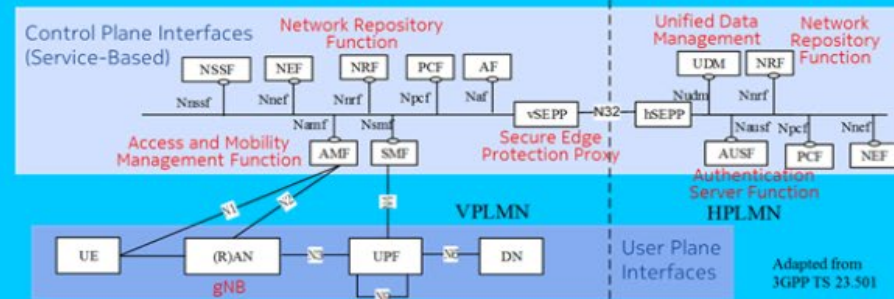 Control Plane Interfaces
(Service-Based)
Network Repository
Function
Unified Data
Management
Network
Repository
Function
NSSF
NEF
NRF
PCF
AF
UDM
NRF
Nnssf
Nnef
Nnrf
Npcf
Naf
Nudm
Nnrf
vSEPP
N32
hSEPP
Namf
Nsmf
Nausf
Npcf
Nnef
Access and Mobility
Management Function
AMF
SMF
Secure Edge
Protection Proxy
AUSF
PCF
NEF
Authentication
Server Function
N1
N2
N4
VPLMN
HPLMN
UE
(R)AN
N3
UPF
N6
DN
User Plane
Interfaces
gNB
N9
Adapted from
3GPP TS 23.501